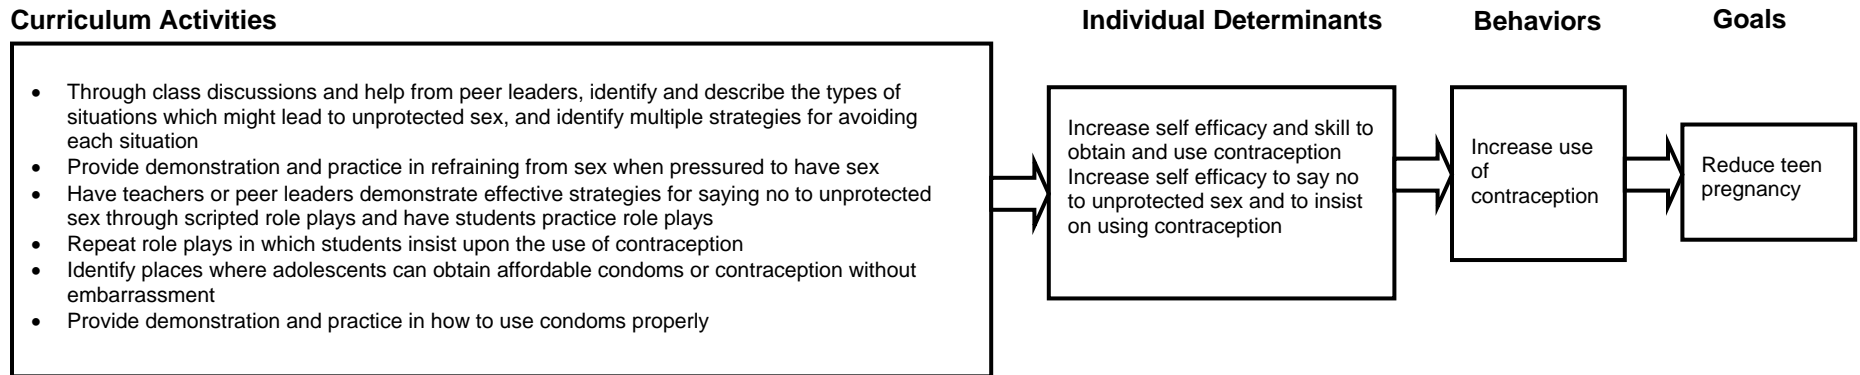 Curriculum Activities
Individual Determinants
Behaviors
Goals
• Through class discussions and help from peer leaders, identify and describe the types of
situations which might lead to unprotected sex, and identify multiple strategies for avoiding
each situation
• Provide demonstration and practice in refraining from sex when pressured to have sex
• Have teachers or peer leaders demonstrate effective strategies for saying no to unprotected
sex through scripted role plays and have students practice role plays
• Repeat role plays in which students insist upon the use of contraception
• Identify places where adolescents can obtain affordable condoms or contraception without
embarrassment
• Provide demonstration and practice in how to use condoms properly
Increase self efficacy and skill to
obtain and use contraception
Increase self efficacy to say no
to unprotected sex and to insist
on using contraception
Increase use
of
contraception
Reduce teen
pregnancy